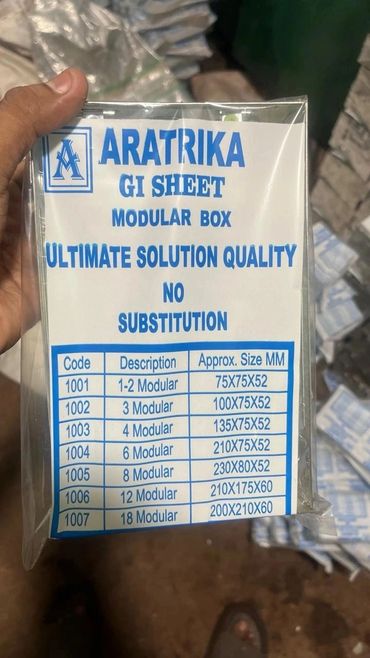 A ARATRIKA
GI SHEET
MODULAR BOX
ULTIMATE SOLUTION QUALITY
NO
SUBSTITUTION
Code Description Approx. Size MM
1001 1-2 Modular 75X75X52
1002 3 Modular 100X75X52
1003 4 Modular 135X75X52
1004 6 Modular 210X75X52
1005 8 Modular 230X80X52
1006 12 Modular 210X175X60
1007 18 Modular 200X210X60